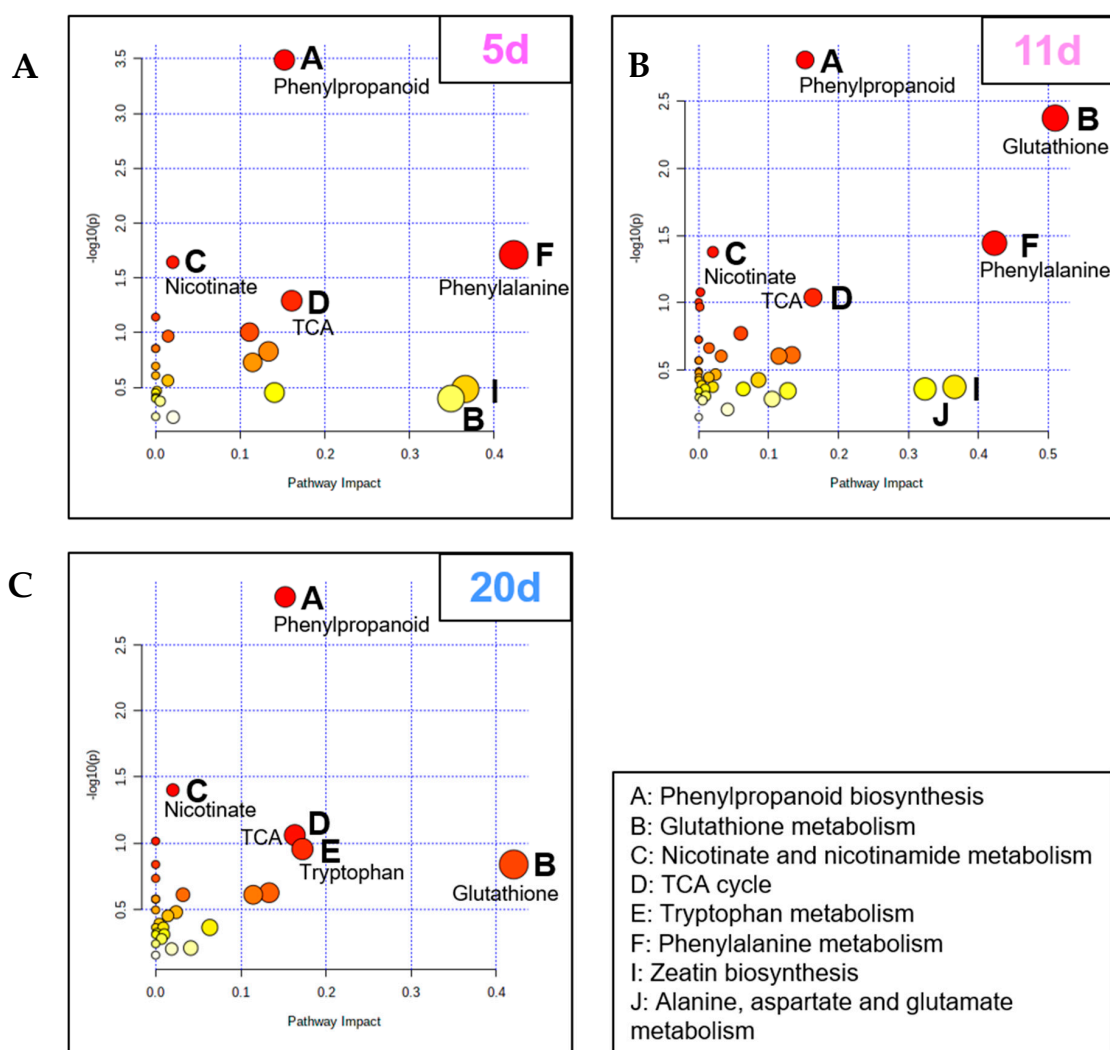 A
5d
3.5
3.0
2.5
2.0
1.5
1.0
0.5
-log10(p)
A
Phenylpropanoid
C
Nicotinate
F
Phenylalanine
D
TCA
I
B
0.0 0.1 0.2 0.3 0.4
Pathway Impact
B
11d
2.5
2.0
1.5
1.0
0.5
-log10(p)
A
Phenylpropanoid
B
Glutathione
F
Phenylalanine
C
Nicotinate
TCA D
I
J
0.0 0.1 0.2 0.3 0.4 0.5
Pathway Impact
C
20d
2.5
2.0
1.5
1.0
0.5
-log10(p)
A
Phenylpropanoid
C
Nicotinate
D
TCA
E
Tryptophan
B
Glutathione
0.0 0.1 0.2 0.3 0.4
Pathway Impact
A: Phenylpropanoid biosynthesis
B: Glutathione metabolism
C: Nicotinate and nicotinamide metabolism
D: TCA cycle
E: Tryptophan metabolism
F: Phenylalanine metabolism
I: Zeatin biosynthesis
J: Alanine, aspartate and glutamate
metabolism